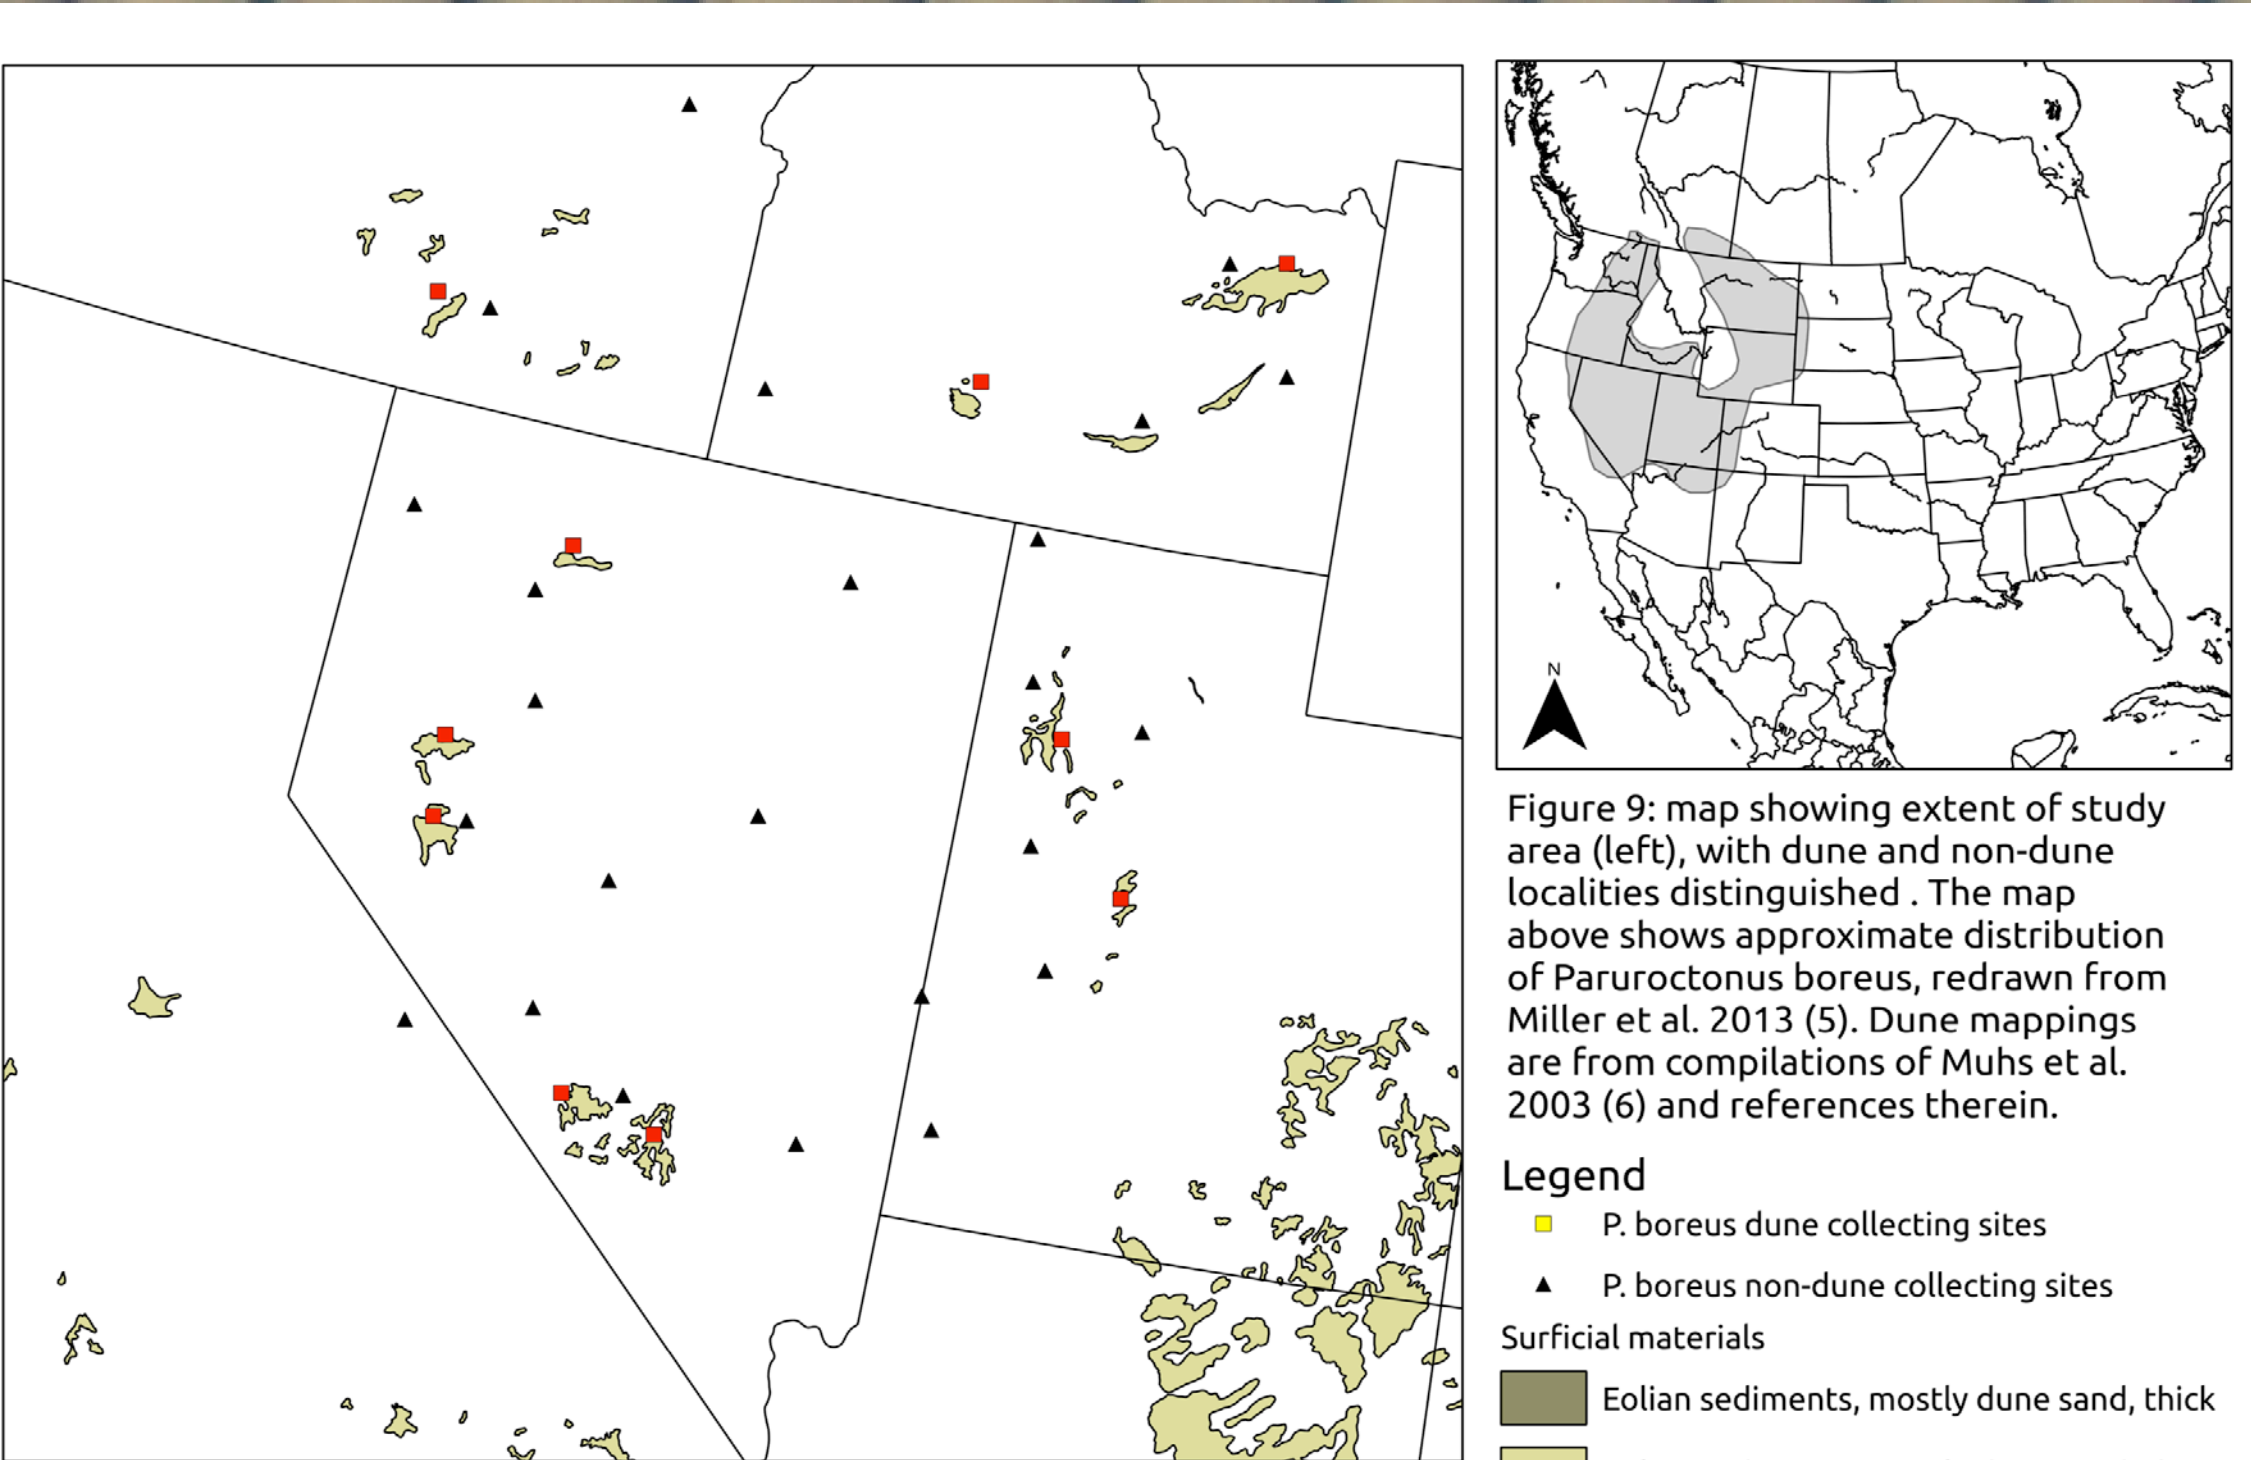 N
Figure 9: map showing extent of study
area (left), with dune and non-dune
localities distinguished . The map
above shows approximate distribution
of Paruroctonus boreus, redrawn from
Miller et al. 2013 (5). Dune mappings
are from compilations of Muhs et al.
2003 (6) and references therein.
Legend
P. boreus dune collecting sites
P. boreus non-dune collecting sites
Surficial materials
Eolian sediments, mostly dune sand, thick